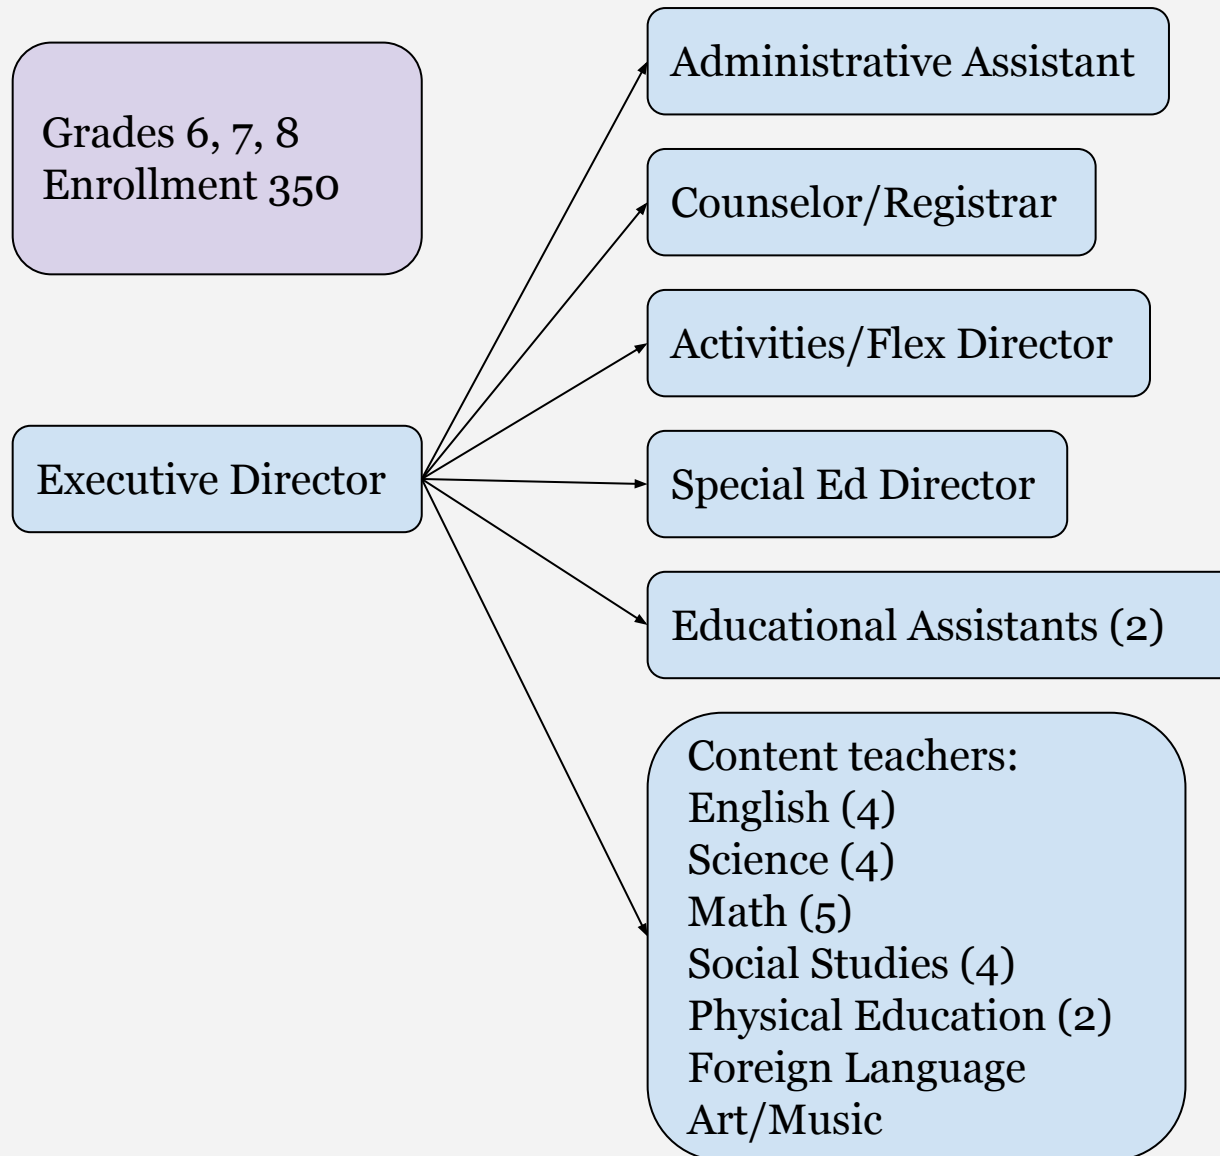 Grades 6, 7, 8
Enrollment 350
Executive Director
Administrative Assistant
Counselor/Registrar
Activities/Flex Director
Special Ed Director
Educational Assistants (2)
Content teachers:
English (4)
Science (4)
Math (5)
Social Studies (4)
Physical Education (2)
Foreign Language
Art/Music